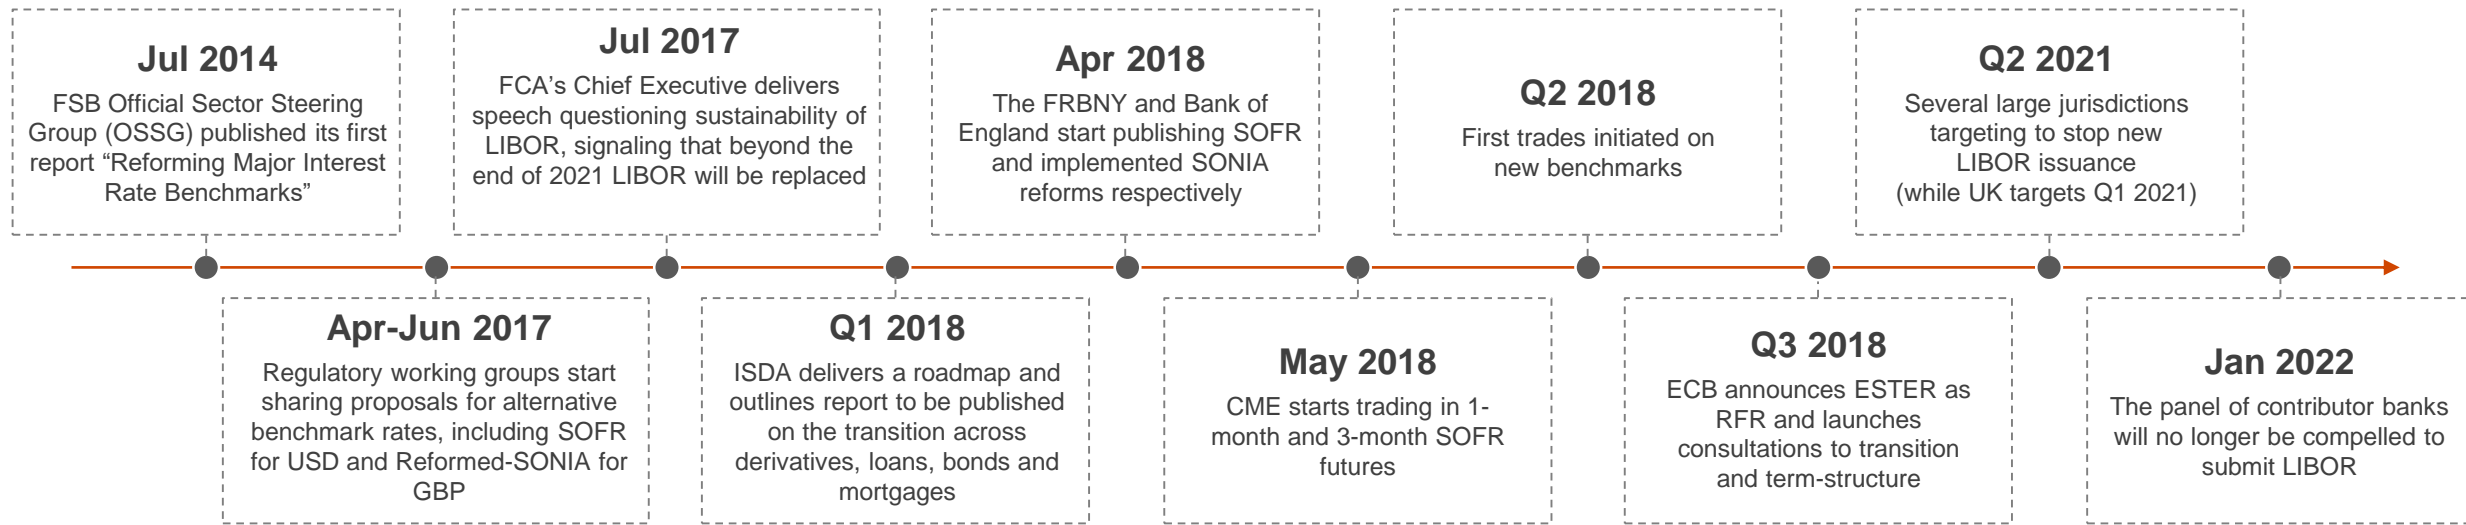 Jul 2014
FSB Official Sector Steering
Group (OSSG) published its first
report “Reforming Major Interest
Rate Benchmarks”
Apr-Jun 2017
Regulatory working groups start
sharing proposals for alternative
benchmark rates, including SOFR
for USD and Reformed-SONIA for
GBP
Jul 2017
FCA’s Chief Executive delivers
speech questioning sustainability of
LIBOR, signaling that beyond the
end of 2021 LIBOR will be replaced
Q1 2018
ISDA delivers a roadmap and
outlines report to be published
on the transition across
derivatives, loans, bonds and
mortgages
Apr 2018
The FRBNY and Bank of
England start publishing SOFR
and implemented SONIA
reforms respectively
May 2018
CME starts trading in 1-
month and 3-month SOFR
futures
Q2 2018
First trades initiated on
new benchmarks
Q3 2018
ECB announces ESTER as
RFR and launches
consultations to transition
and term-structure
Q2 2021
Several large jurisdictions
targeting to stop new
LIBOR issuance
(while UK targets Q1 2021)
Jan 2022
The panel of contributor banks
will no longer be compelled to
submit LIBOR